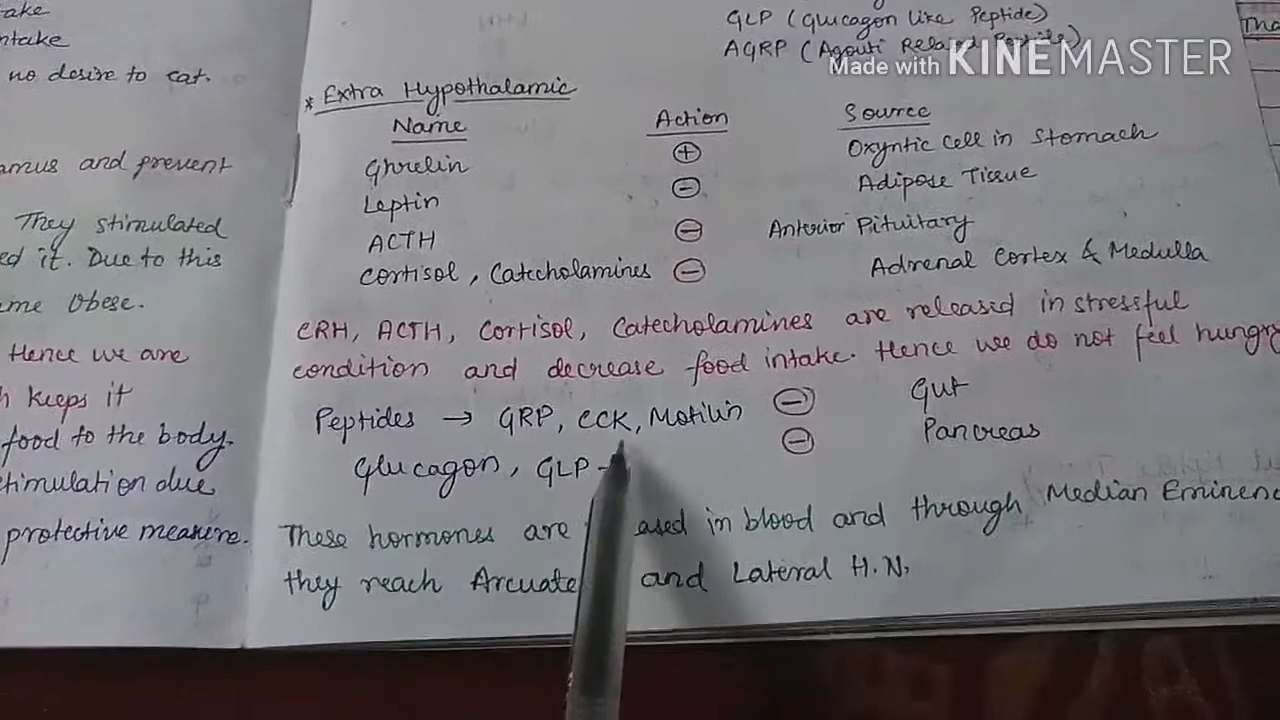 ake
ntake
no desire to eat.
amus and prevent
They stimulated
ed it. Due to this
me Obese.
Hence we are
h keeps it
food to the body.
timulation due
protective measure.
GLP (Glucagon Like Peptide)
AGRP (Agouti Related Peptide)
Made with KINEMASTER
* Extra Hypothalamic
Name Action Source
Ghrelin + Oxyntic cell in Stomach
Leptin - Adipose Tissue
ACTH - Anterior Pituitary
Cortisol, Catecholamines - Adrenal Cortex & Medulla
CRH, ACTH, Cortisol, Catecholamines are released in stressful
condition and decrease food intake. Hence we do not feel hungry
Peptides → GRP, CCK, Motilin - Gut
Glucagon, GLP - Pancreas
These hormones are ased in blood and through Median Eminen
they reach Arcuate and Lateral H.N.